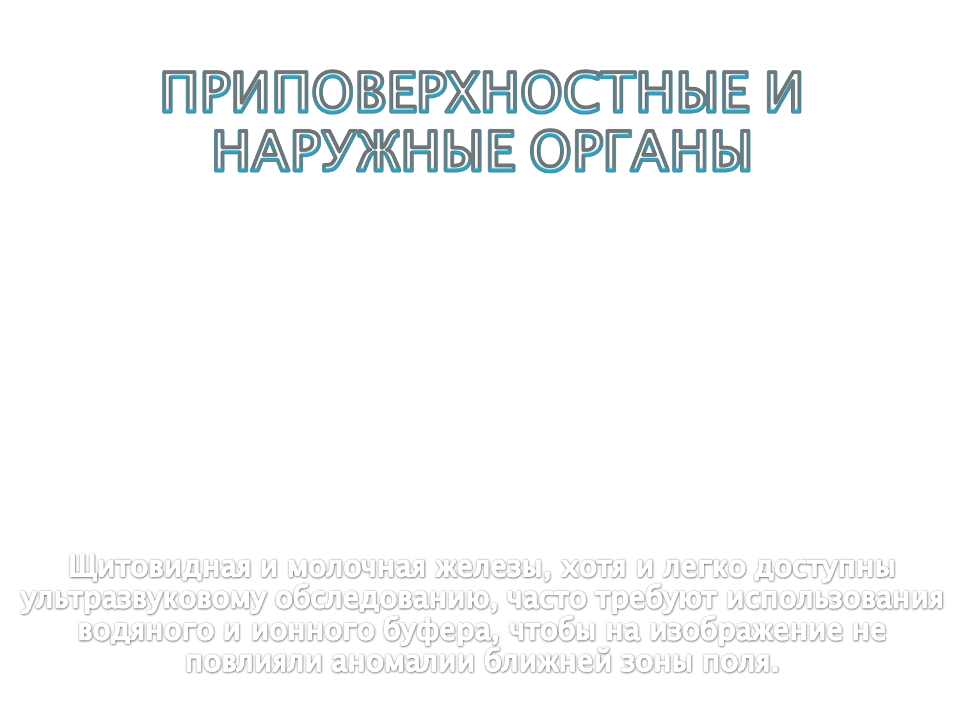 ПРИПОВЕРХНОСТНЫЕ И
НАРУЖНЫЕ ОРГАНЫ
Щитовидная и молочная железы, хотя и легко доступны
ультразвуковому обследованию, часто требуют использования
водяного и ионного буфера, чтобы на изображение не
повлияли аномалии ближней зоны поля.